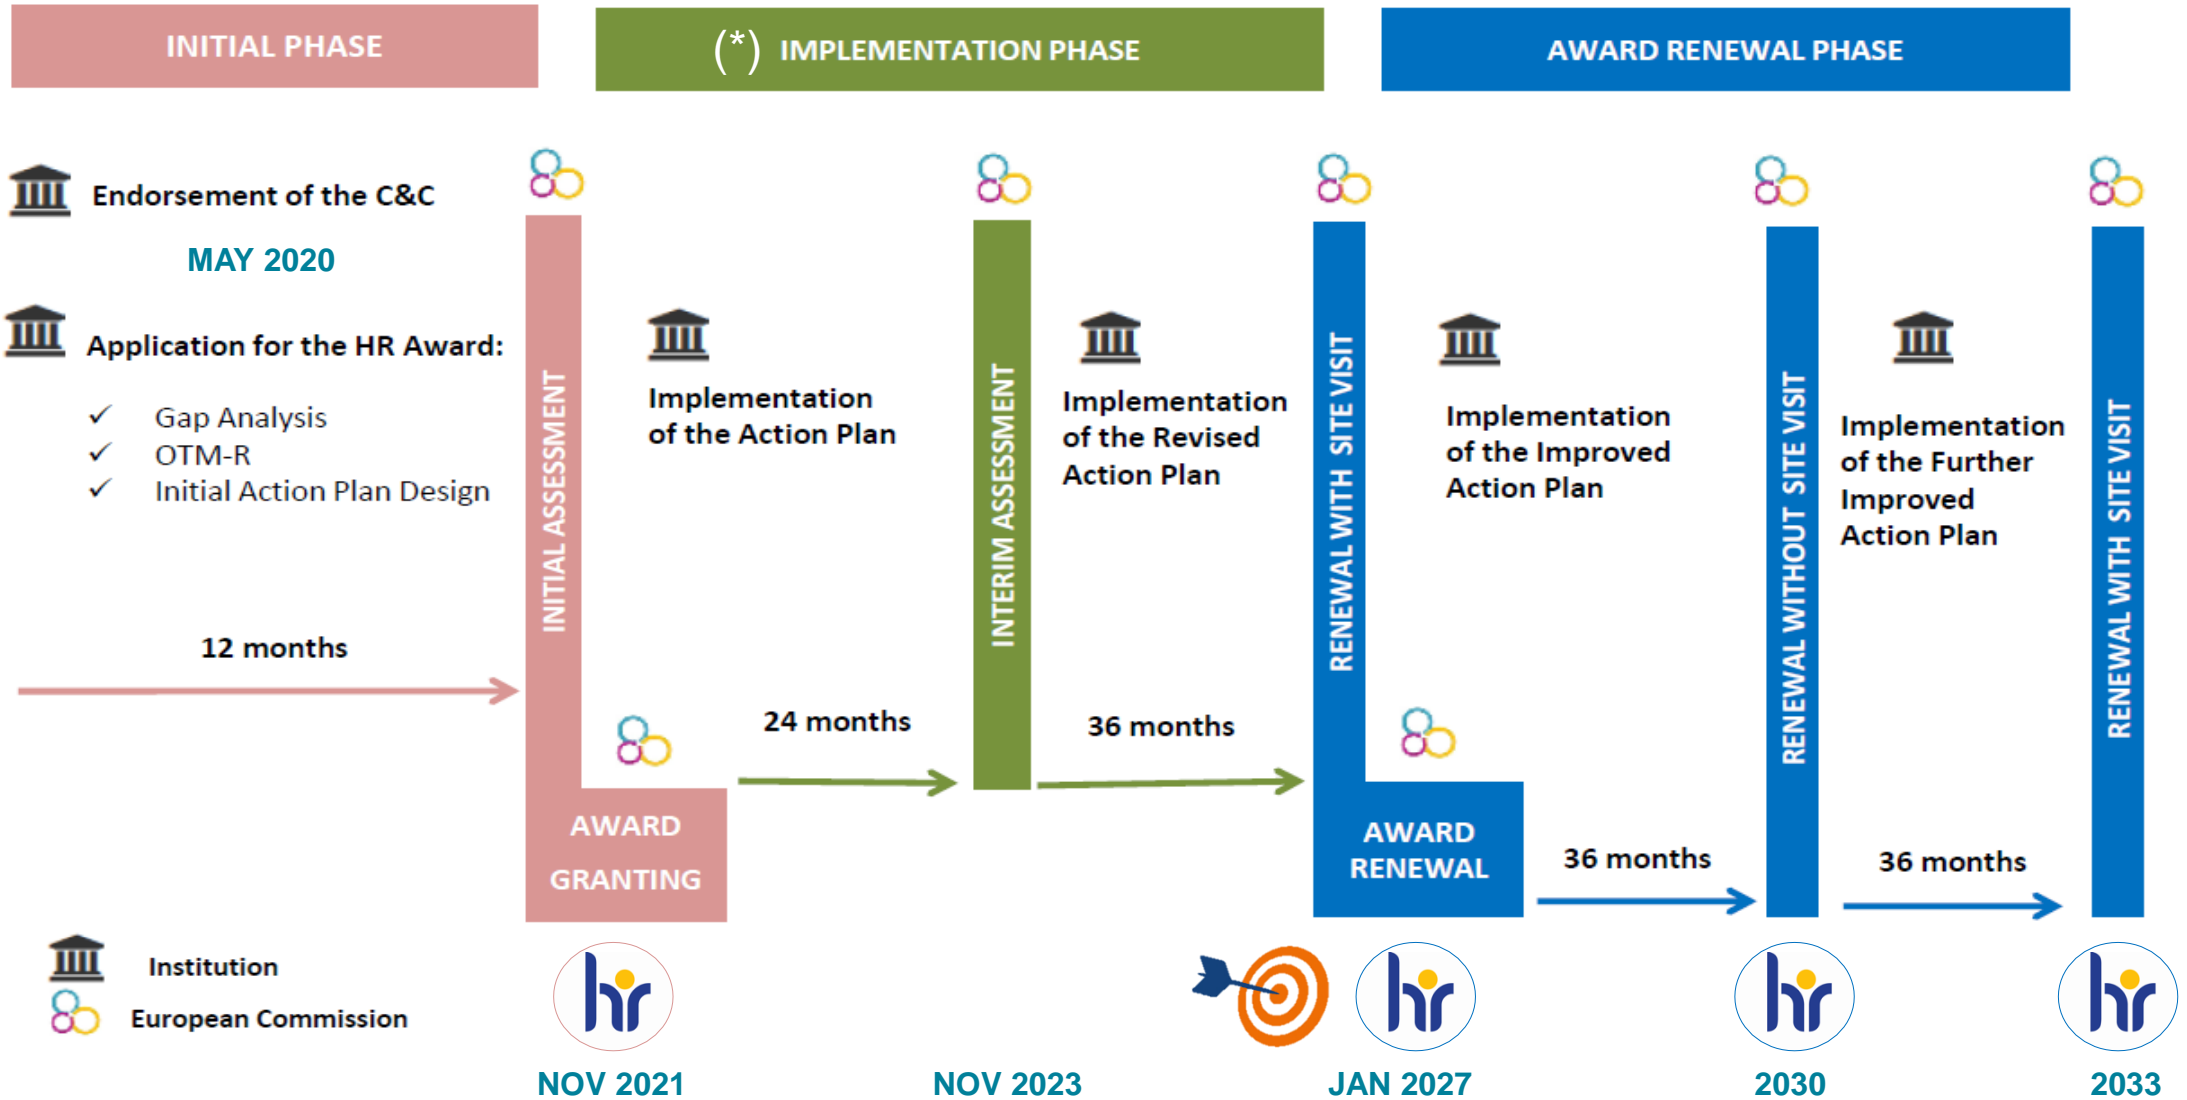 INITIAL PHASE
(*) IMPLEMENTATION PHASE
AWARD RENEWAL PHASE
Endorsement of the C&C
MAY 2020
Application for the HR Award:
✓ Gap Analysis
✓ OTM-R
✓ Initial Action Plan Design
12 months
INITIAL ASSESSMENT
AWARD
GRANTING
Implementation
of the Action Plan
24 months
INTERIM ASSESSMENT
Implementation
of the Revised
Action Plan
36 months
RENEWAL WITH SITE VISIT
AWARD
RENEWAL
Implementation
of the Improved
Action Plan
36 months
RENEWAL WITHOUT SITE VISIT
Implementation
of the Further
Improved
Action Plan
36 months
RENEWAL WITH SITE VISIT
Institution
European Commission
hr
hr
hr
hr
NOV 2021
NOV 2023
JAN 2027
2030
2033